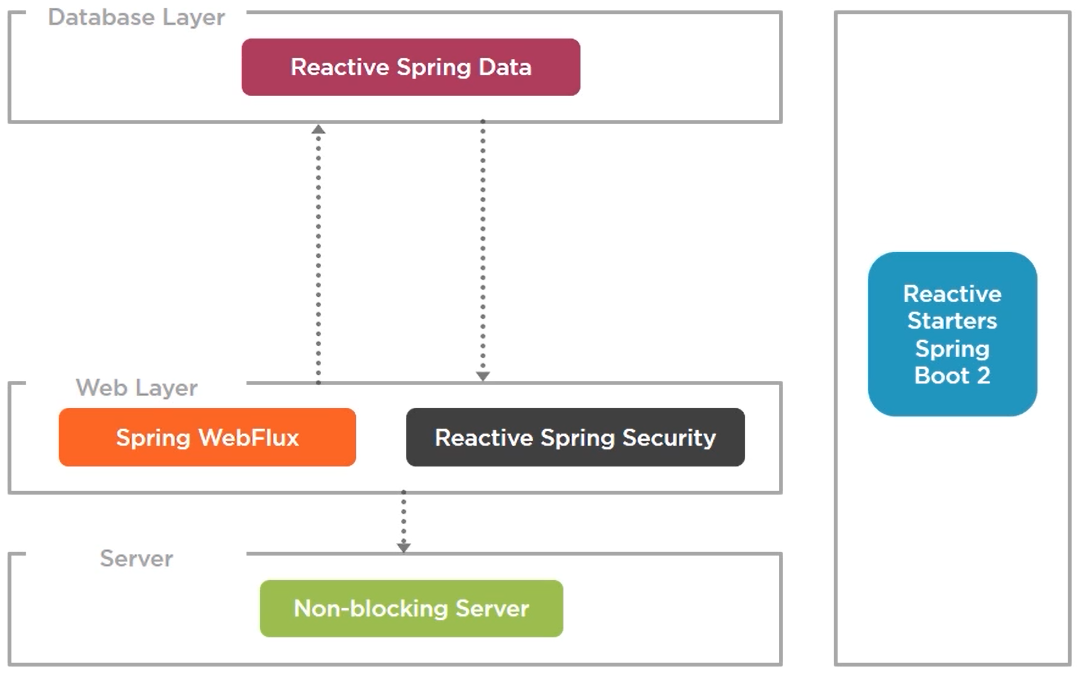 Database Layer
Reactive Spring Data
Web Layer
Spring WebFlux
Reactive Spring Security
Server
Non-blocking Server
Reactive
Starters
Spring
Boot 2